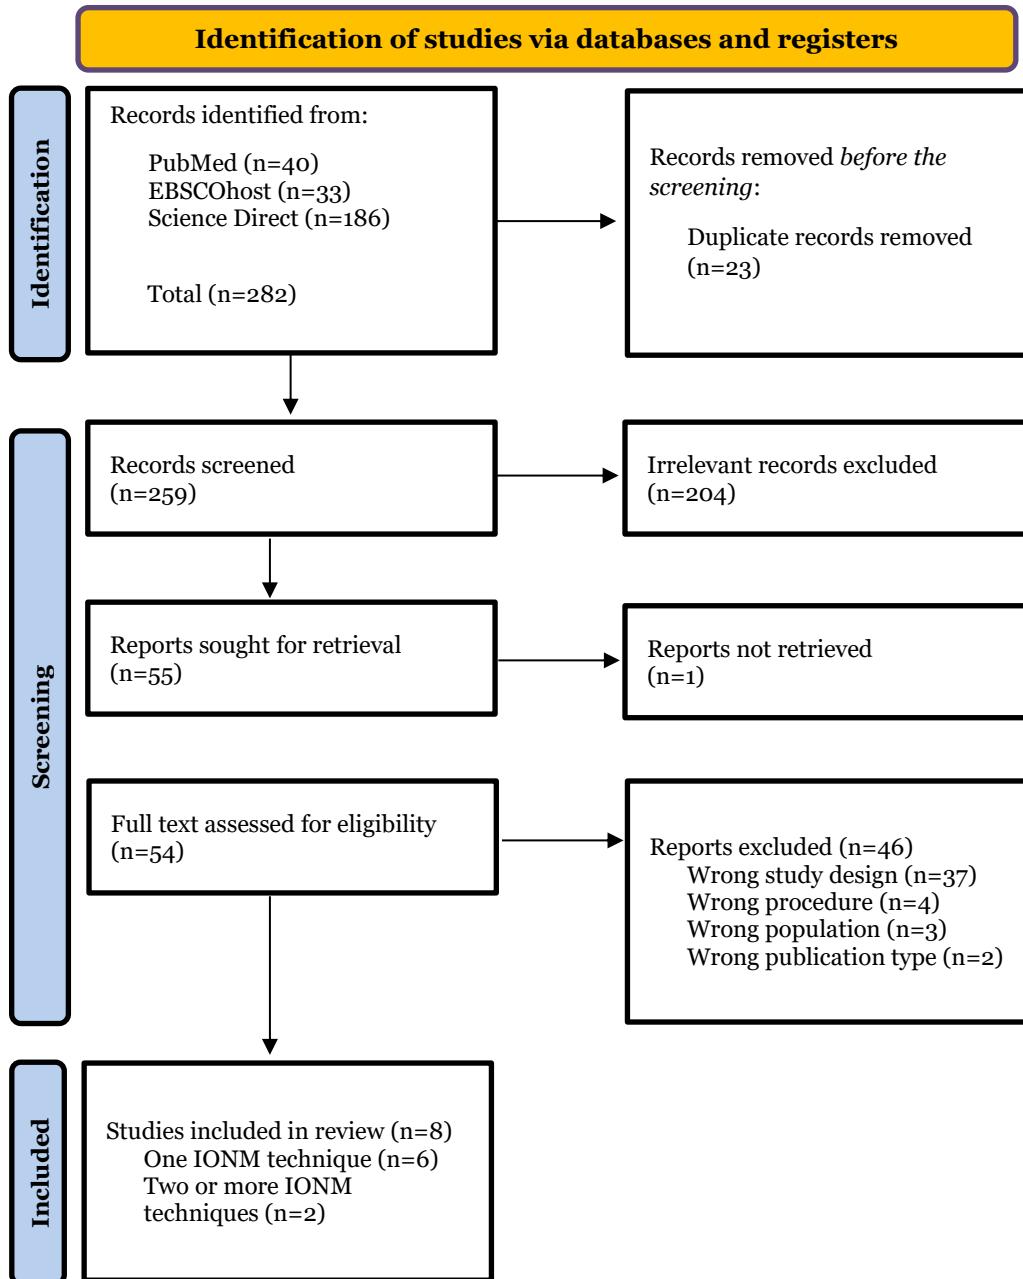 Identification of studies via databases and registers
Identification
Records identified from:
PubMed (n=40)
EBSCOhost (n=33)
Science Direct (n=186)
Total (n=282)
Records removed before the
screening:
Duplicate records removed
(n=23)
Screening
Records screened
(n=259)
Irrelevant records excluded
(n=204)
Reports sought for retrieval
(n=55)
Reports not retrieved
(n=1)
Full text assessed for eligibility
(n=54)
Reports excluded (n=46)
Wrong study design (n=37)
Wrong procedure (n=4)
Wrong population (n=3)
Wrong publication type (n=2)
Included
Studies included in review (n=8)
One IONM technique (n=6)
Two or more IONM
techniques (n=2)